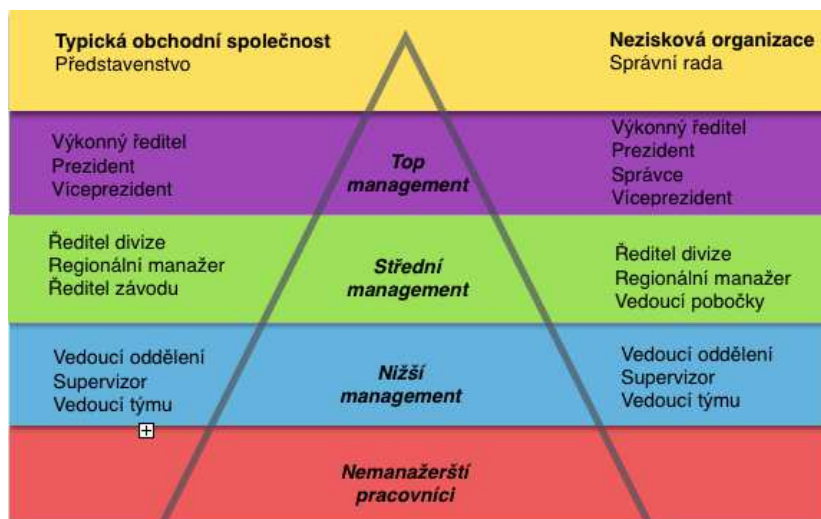 Typická obchodní společnost
Představenstvo
Nezisková organizace
Správní rada
Výkonný ředitel
Prezident
Víceprezident
Top
management
Výkonný ředitel
Prezident
Správce
Víceprezident
Ředitel divize
Regionální manažer
Ředitel závodu
Střední
management
Ředitel divize
Regionální manažer
Vedoucí pobočky
Vedoucí oddělení
Supervizor
Vedoucí týmu
Nižší
management
Vedoucí oddělení
Supervizor
Vedoucí týmu
Nemanažerští
pracovníci